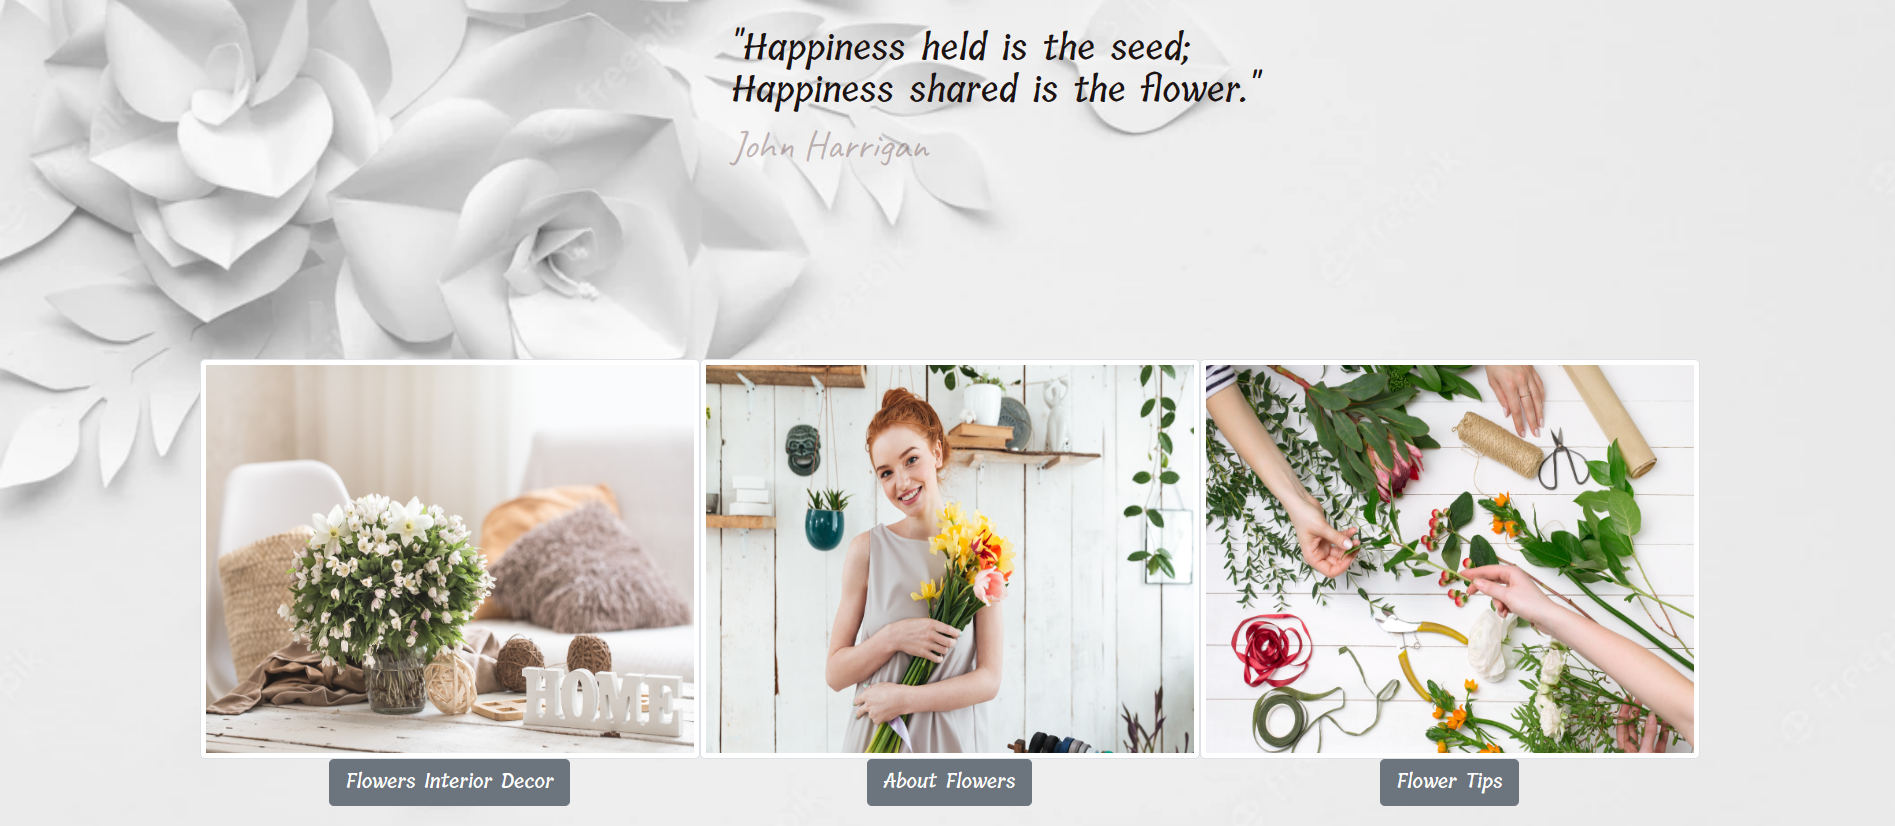 "Happiness held is the seed;
Happiness shared is the flower."
John Harrigan
HOME
Flowers Interior Decor
About Flowers
Flower Tips
freepik